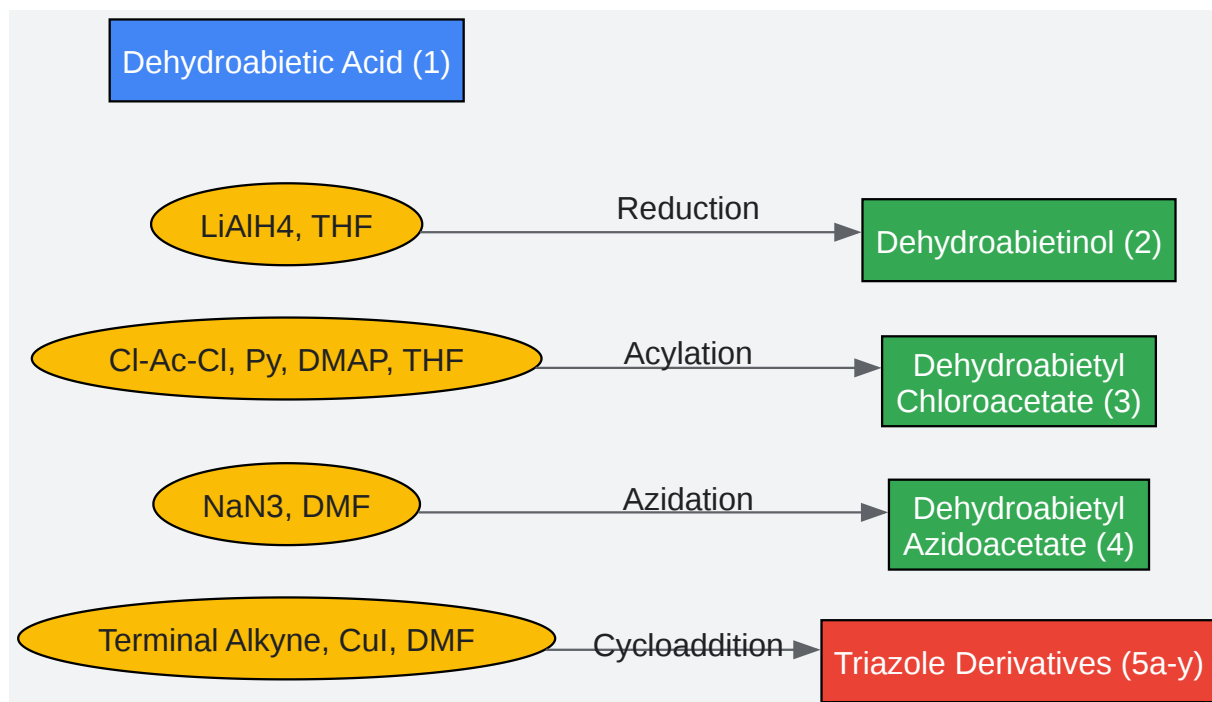 Dehydroabietic Acid (1)
LiAlH4, THF
Reduction
Dehydroabietinol (2)
Cl-Ac-Cl, Py, DMAP, THF
Acylation
Dehydroabietyl
Chloroacetate (3)
NaN3, DMF
Azidation
Dehydroabietyl
Azidoacetate (4)
Terminal Alkyne, CuI, DMF
Cycloaddition
Triazole Derivatives (5a-y)